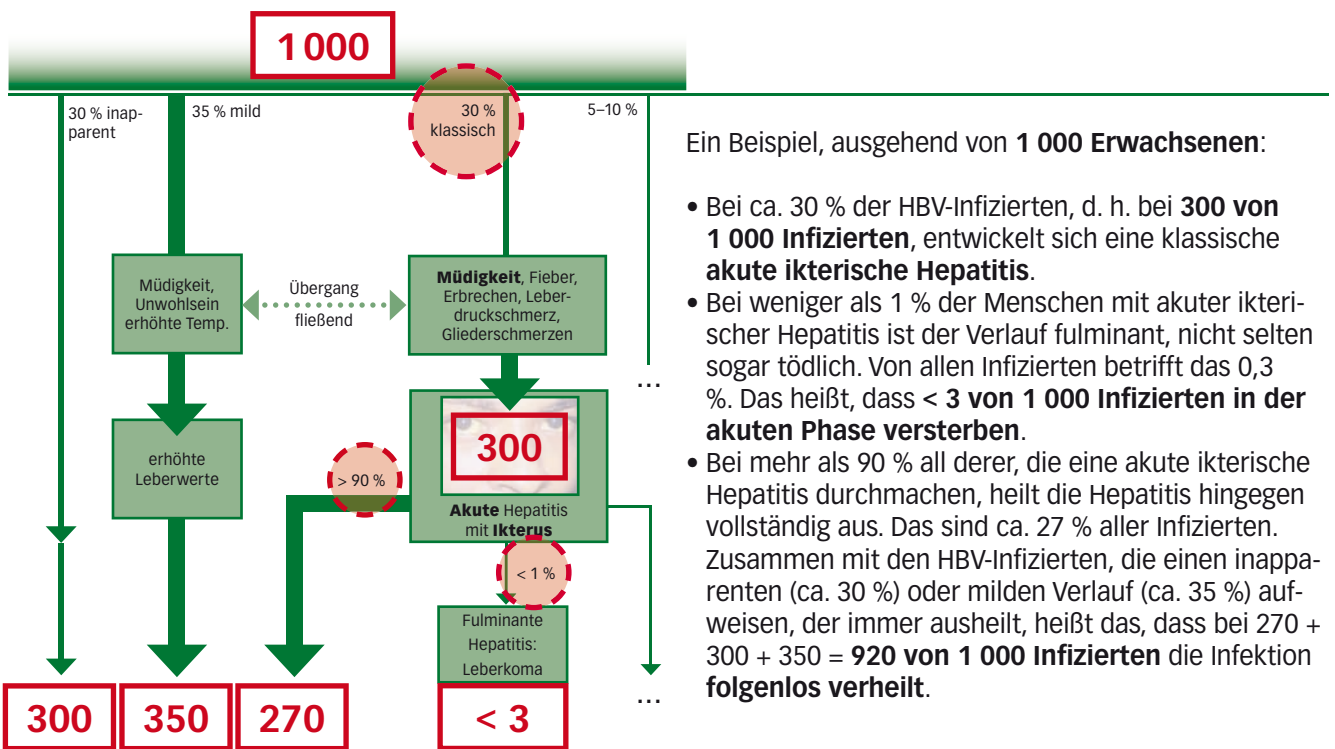 1 000
30 % inap-
parent
35 % mild
30 %
klassisch
5–10 %
Müdigkeit,
Unwohlsein
erhöhte Temp.
Übergang
fließend
Müdigkeit, Fieber,
Erbrechen, Leber-
druckschmerz,
Gliederschmerzen
...
erhöhte
Leberwerte
300
> 90 %
Akute Hepatitis
mit Ikterus
< 1 %
Fulminante
Hepatitis:
Leberkoma
...
300
350
270
< 3
Ein Beispiel, ausgehend von 1 000 Erwachsenen:
• Bei ca. 30 % der HBV-Infizierten, d. h. bei 300 von
1 000 Infizierten, entwickelt sich eine klassische
akute ikterische Hepatitis.
• Bei weniger als 1 % der Menschen mit akuter ikteri-
scher Hepatitis ist der Verlauf fulminant, nicht selten
sogar tödlich. Von allen Infizierten betrifft das 0,3
%. Das heißt, dass < 3 von 1 000 Infizierten in der
akuten Phase versterben.
• Bei mehr als 90 % all derer, die eine akute ikterische
Hepatitis durchmachen, heilt die Hepatitis hingegen
vollständig aus. Das sind ca. 27 % aller Infizierten.
Zusammen mit den HBV-Infizierten, die einen inappa-
renten (ca. 30 %) oder milden Verlauf (ca. 35 %) auf-
weisen, der immer ausheilt, heißt das, dass bei 270 +
300 + 350 = 920 von 1 000 Infizierten die Infektion
folgenlos verheilt.